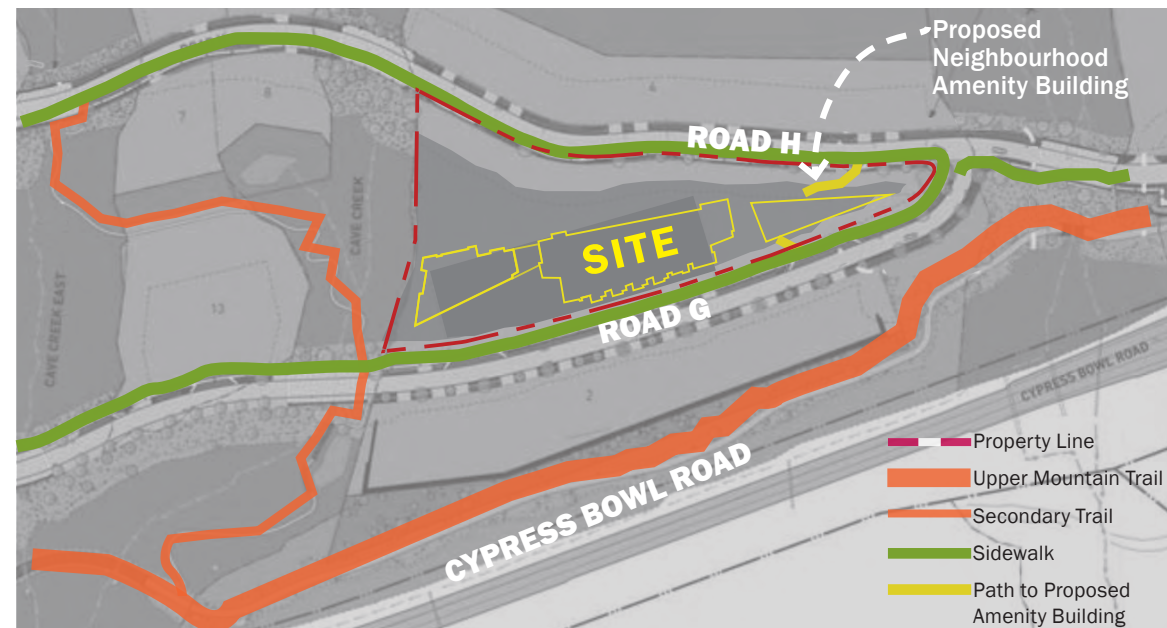 Proposed
Neighbourhood
Amenity Building
ROAD H
4
8
7
CAVE CREEK
SITE
CAVE CREEK EAST
13
ROAD G
2
CYPRESS BOWL ROAD
CYPRESS BOWL ROAD
Property Line
Upper Mountain Trail
Secondary Trail
Sidewalk
Path to Proposed
Amenity Building